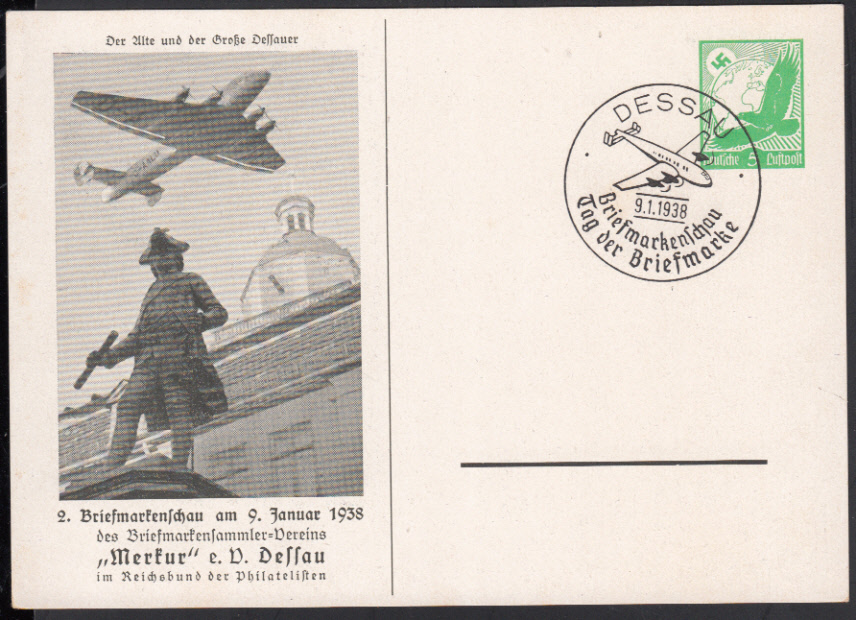 Der Alte und der Große Dessauer
2. Briefmarkenschau am 9. Januar 1938
des Briefmarkensammler-Vereins
„Merkur“ e. V. Dessau
im Reichsbund der Philatelisten
DESSAU
9.1.1938
Briefmarkenschau
Tag der Briefmarke
Deutsche 5 Luftpost